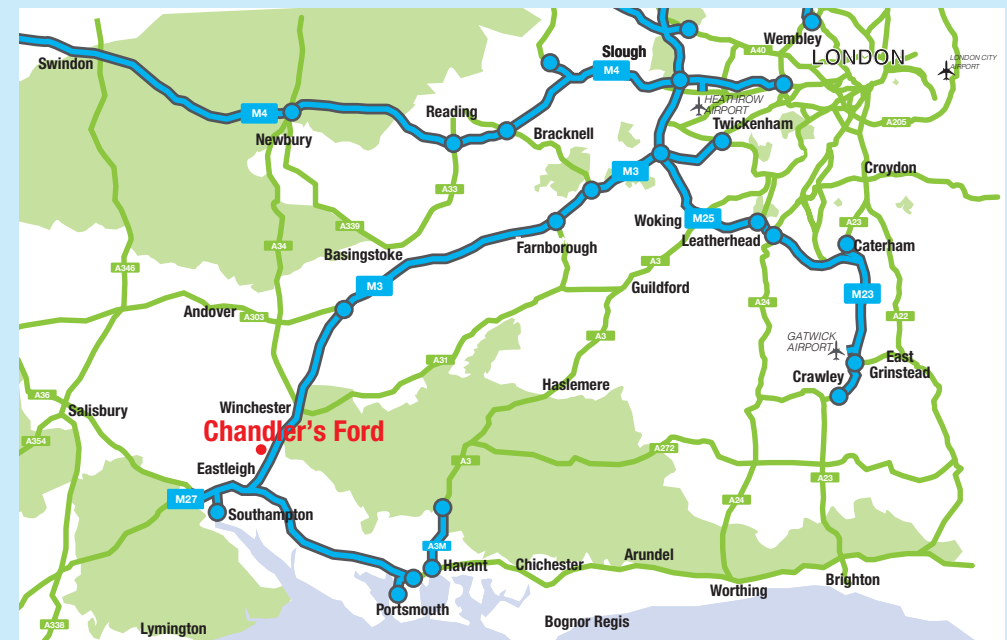 Wembley
A40
LONDON
LONDON CITY
AIRPORT
Swindon
Slough
M4
HEATHROW
AIRPORT
M4
Reading
Newbury
Bracknell
Twickenham
A205
Croydon
M3
A33
A339
Woking
M25
A23
Leatherhead
Caterham
A34
Basingstoke
Farnborough
A3
A346
M3
Guildford
M23
A24
A22
Andover
A303
A3
GATWICK
AIRPORT
A31
East
Grinstead
Crawley
Haslemere
A36
Salisbury
Winchester
Chandler's Ford
A354
A272
A3
Eastleigh
A23
M27
A24
Southampton
A3M
Havant
Chichester
Arundel
Brighton
Worthing
Portsmouth
A338
Lymington
Bognor Regis